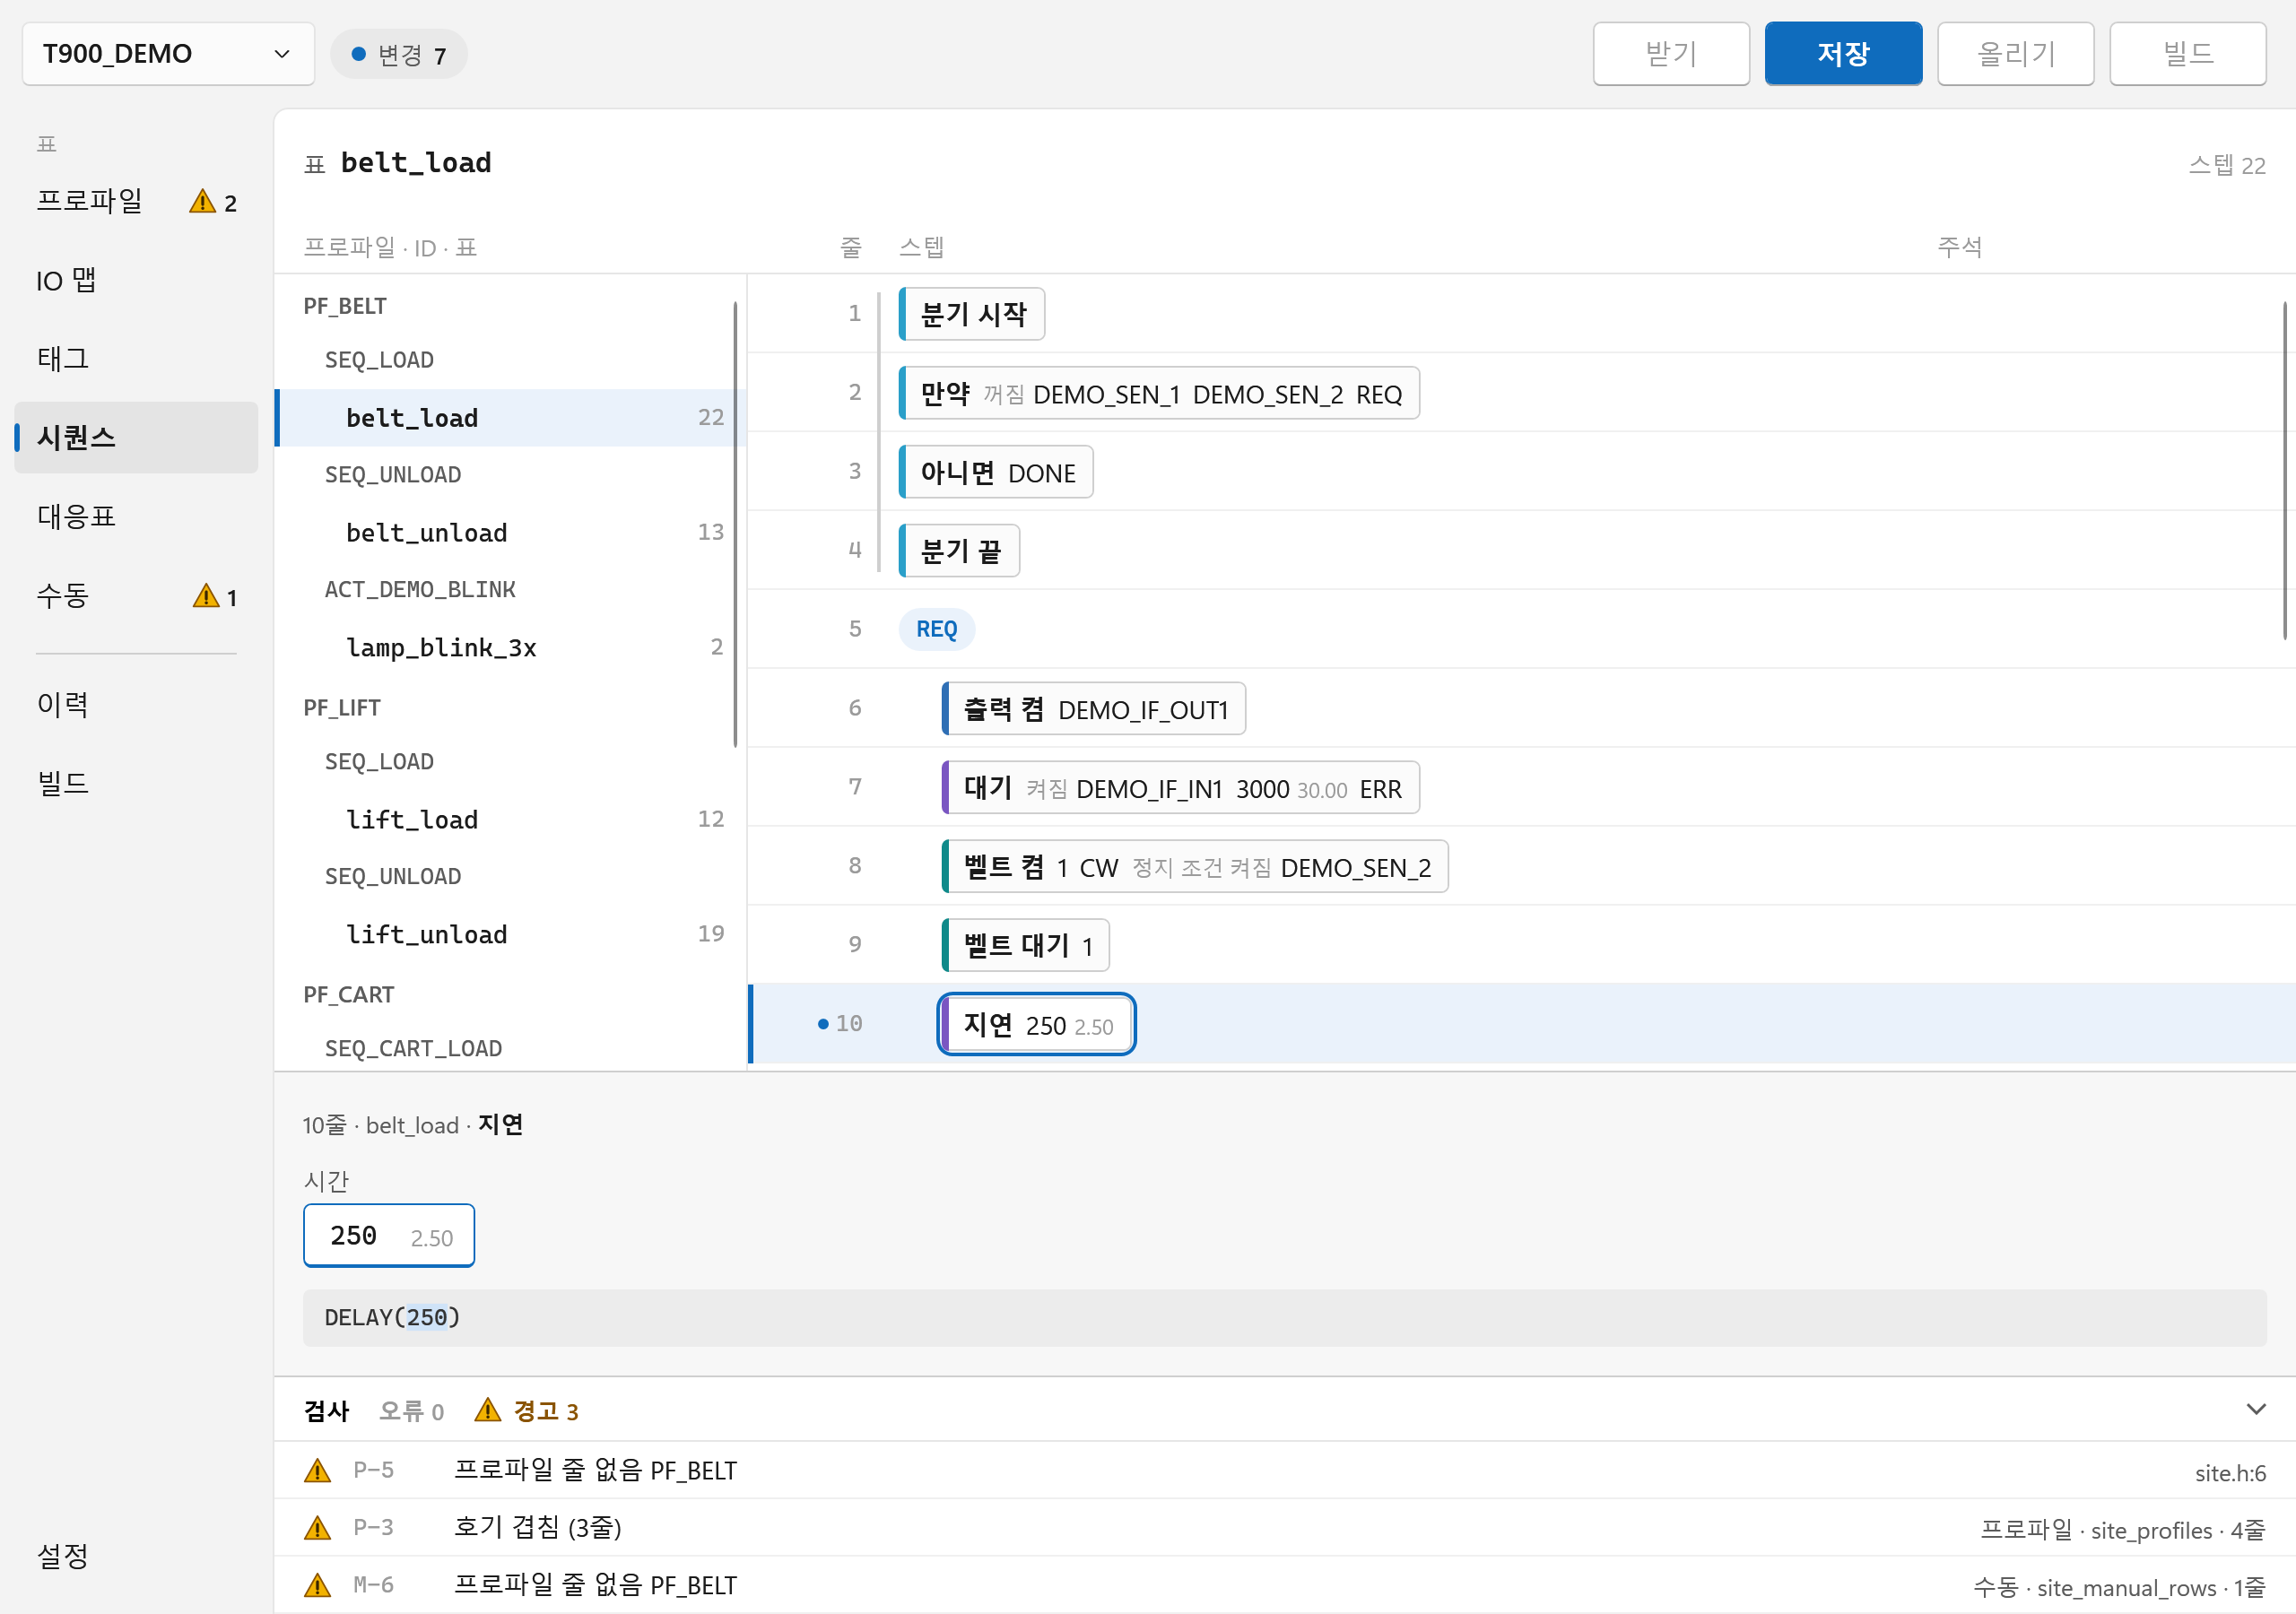 T900_DEMO
변경 7
받기
저장
올리기
빌드
표
프로파일 2
IO 맵
태그
시퀀스
대응표
수동 1
이력
빌드
설정
표 belt_load
스텝 22
프로파일 · ID · 표
줄 스텝 주석
PF_BELT
SEQ_LOAD
belt_load 22
SEQ_UNLOAD
belt_unload 13
ACT_DEMO_BLINK
lamp_blink_3x 2
PF_LIFT
SEQ_LOAD
lift_load 12
SEQ_UNLOAD
lift_unload 19
PF_CART
SEQ_CART_LOAD
1 분기 시작
2 만약 꺼짐 DEMO_SEN_1 DEMO_SEN_2 REQ
3 아니면 DONE
4 분기 끝
5 REQ
6 출력 켬 DEMO_IF_OUT1
7 대기 켜짐 DEMO_IF_IN1 3000 30.00 ERR
8 벨트 켬 1 CW 정지 조건 켜짐 DEMO_SEN_2
9 벨트 대기 1
10 지연 250 2.50
10줄 · belt_load · 지연
시간
250 2.50
DELAY(250)
검사 오류 0 경고 3
P-5 프로파일 줄 없음 PF_BELT site.h:6
P-3 호기 겹침 (3줄) 프로파일 · site_profiles · 4줄
M-6 프로파일 줄 없음 PF_BELT 수동 · site_manual_rows · 1줄